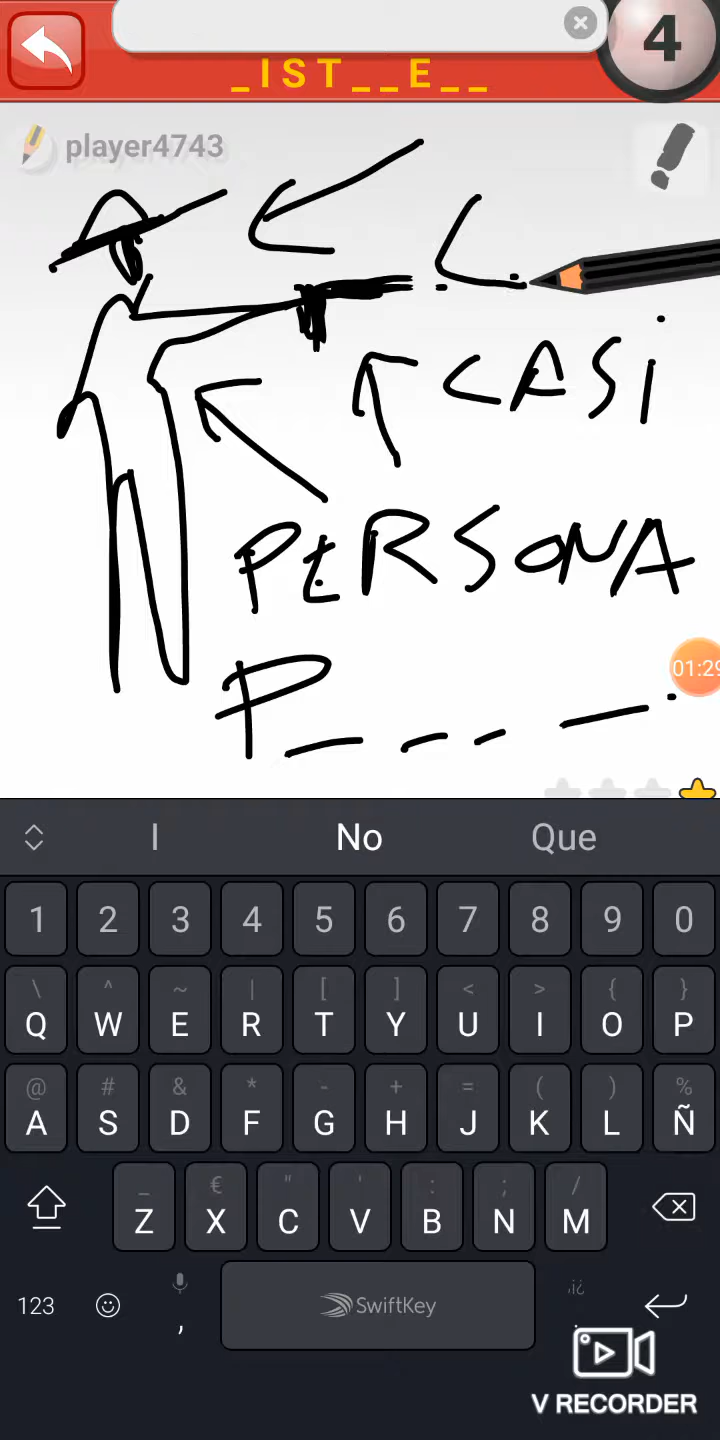 4
_IST__E__
player4743
CASi
PERSONA
P_ _ _ _
01:29
I No Que
1 2 3 4 5 6 7 8 9 0
\ ^ ~ | [ ] < > { }
Q W E R T Y U I O P
@ # & * - + = ( ) %
A S D F G H J K L Ñ
_ € " ' : ; /
Z X C V B N M
123 , SwiftKey .
,¡¿
V RECORDER